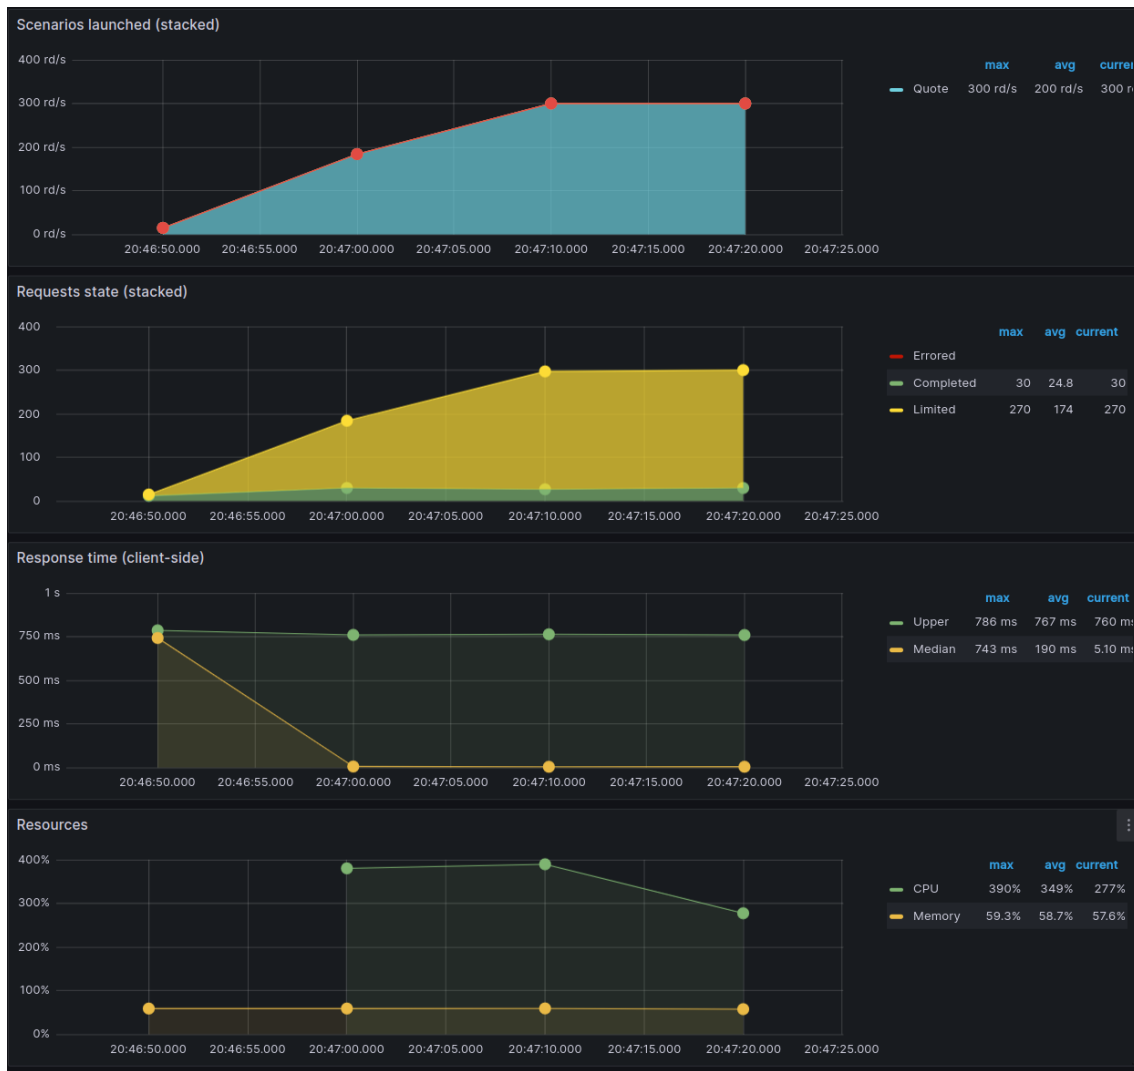 Scenarios launched (stacked)
400 rd/s
300 rd/s
200 rd/s
100 rd/s
0 rd/s
20:46:50.000 20:46:55.000 20:47:00.000 20:47:05.000 20:47:10.000 20:47:15.000 20:47:20.000 20:47:25.000
max avg curren
Quote 300 rd/s 200 rd/s 300 r
Requests state (stacked)
400
300
200
100
0
20:46:50.000 20:46:55.000 20:47:00.000 20:47:05.000 20:47:10.000 20:47:15.000 20:47:20.000 20:47:25.000
max avg current
Errored
Completed 30 24.8 30
Limited 270 174 270
Response time (client-side)
1 s
750 ms
500 ms
250 ms
0 ms
20:46:50.000 20:46:55.000 20:47:00.000 20:47:05.000 20:47:10.000 20:47:15.000 20:47:20.000 20:47:25.000
max avg current
Upper 786 ms 767 ms 760 ms
Median 743 ms 190 ms 5.10 ms
Resources
400%
300%
200%
100%
0%
20:46:50.000 20:46:55.000 20:47:00.000 20:47:05.000 20:47:10.000 20:47:15.000 20:47:20.000 20:47:25.000
max avg current
CPU 390% 349% 277%
Memory 59.3% 58.7% 57.6%